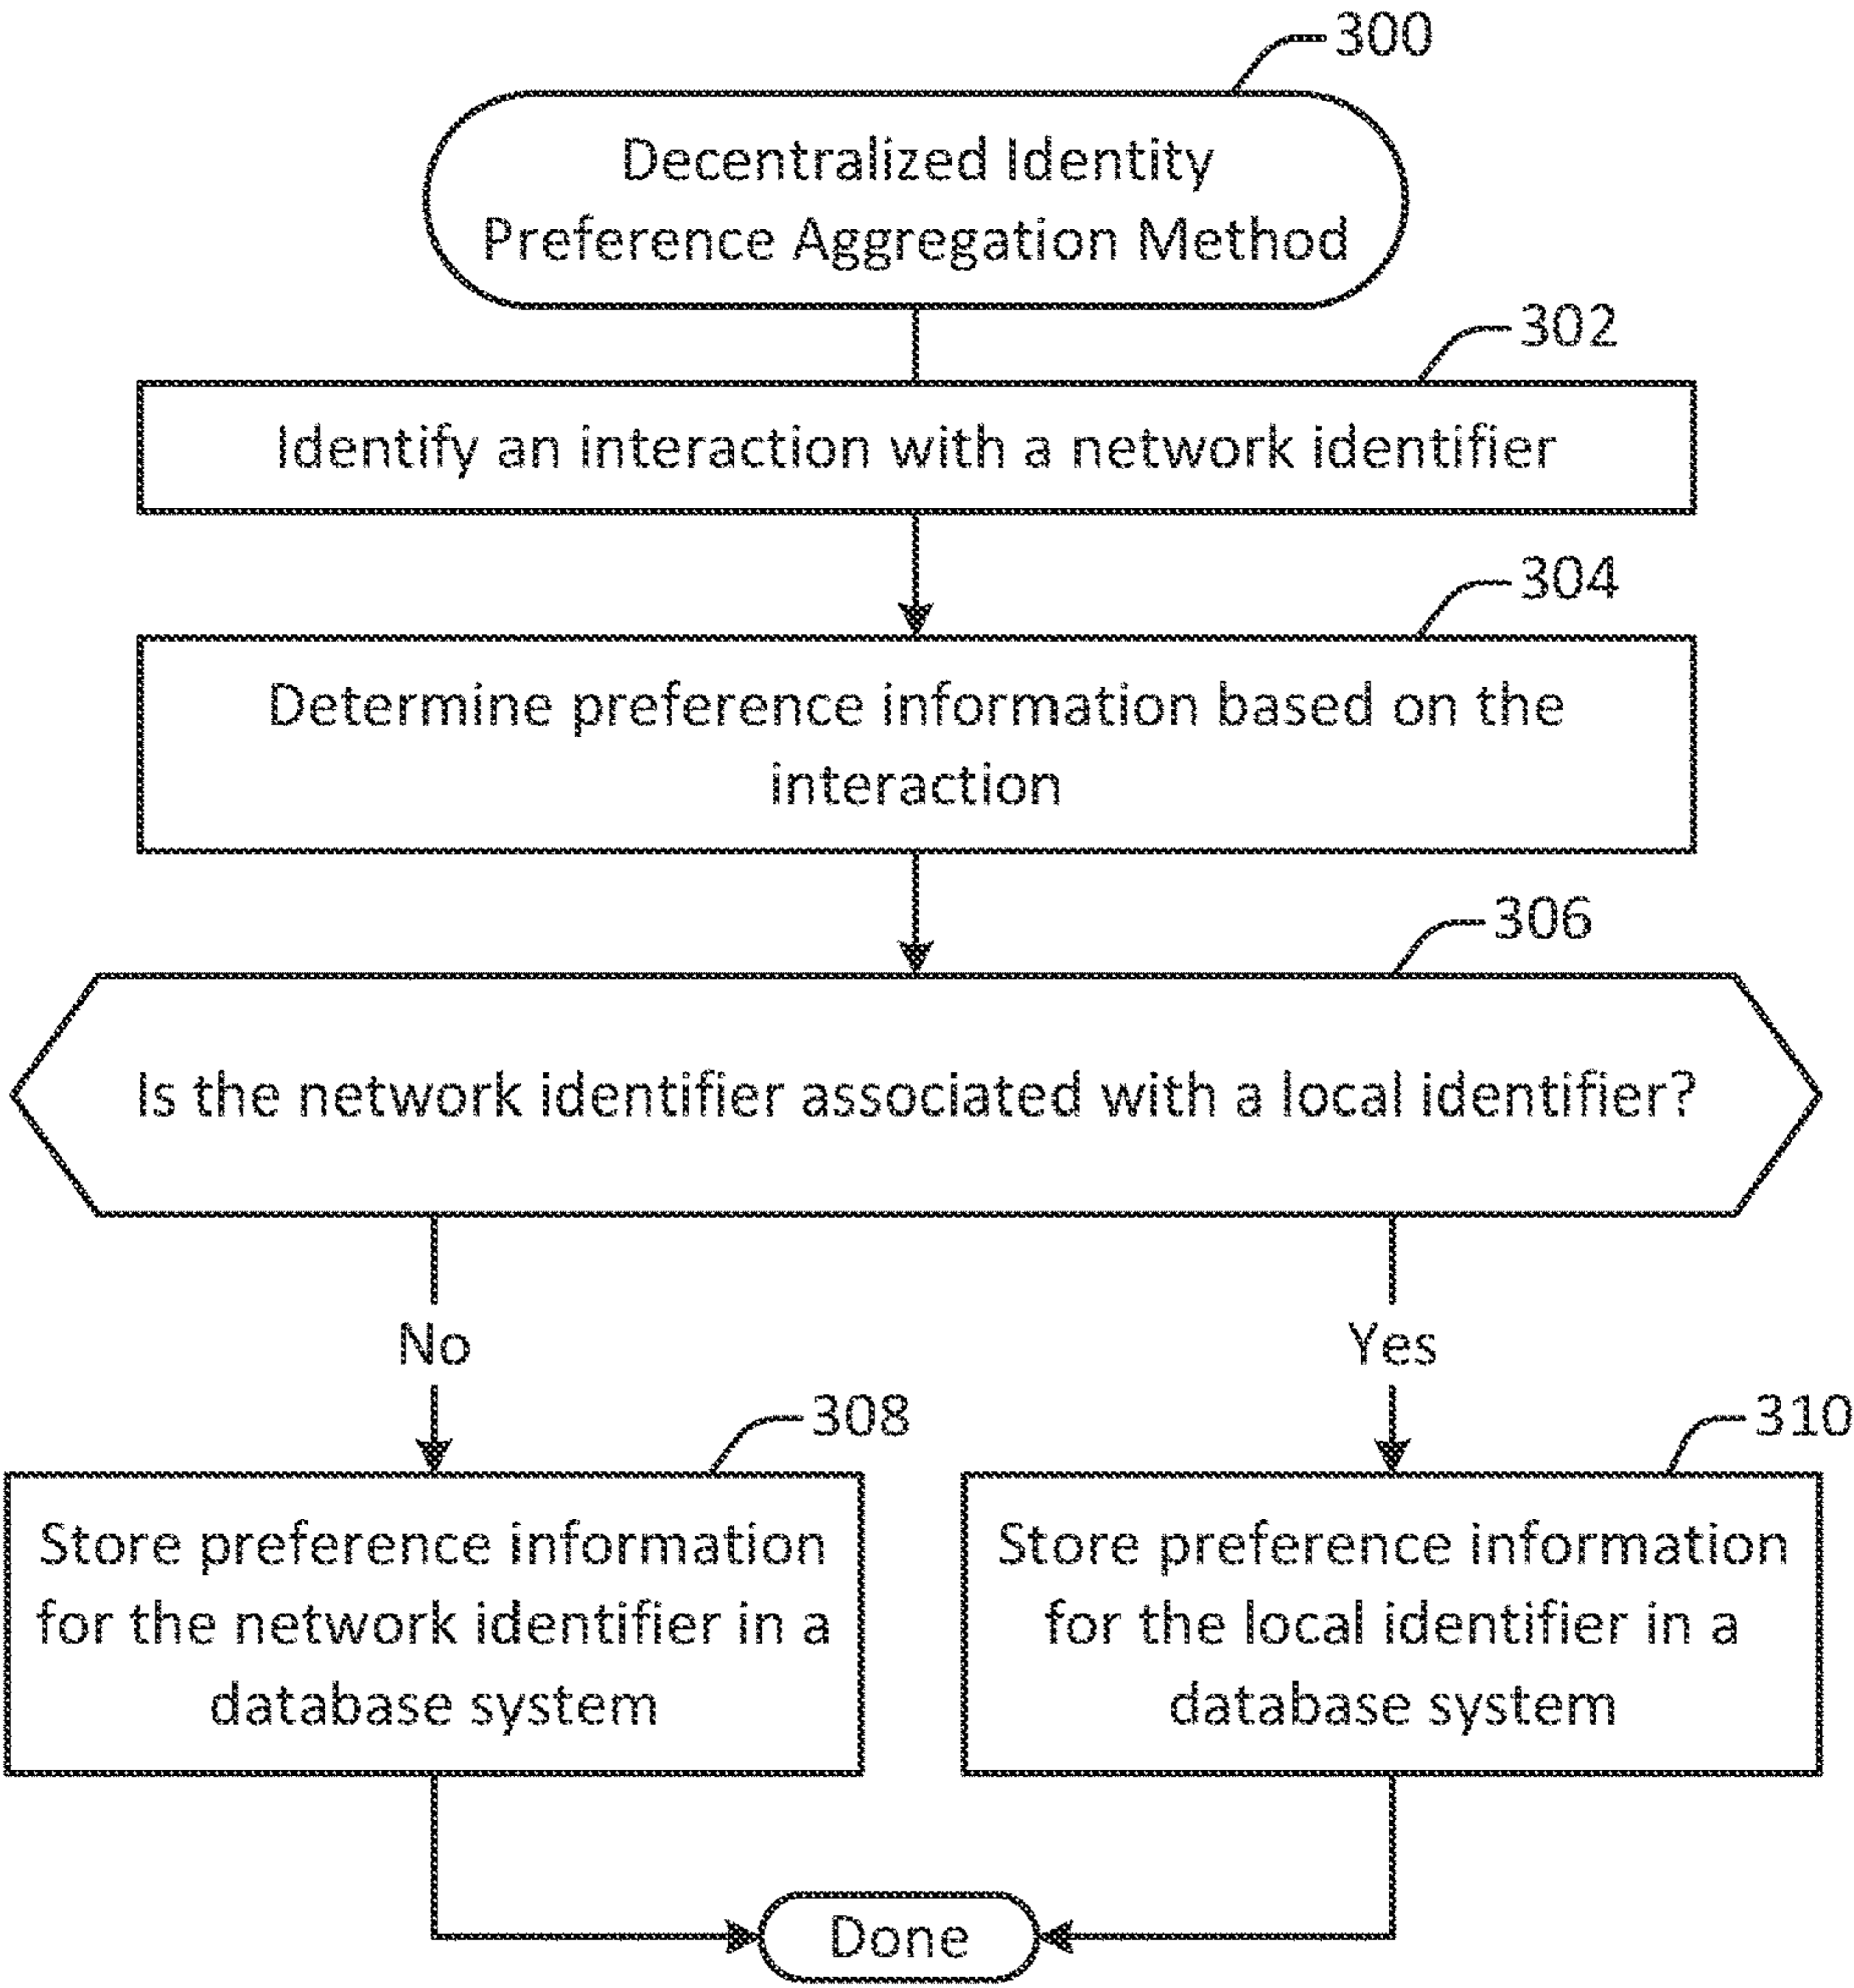 300
Decentralized Identity
Preference Aggregation Method
302
Identify an interaction with a network identifier
304
Determine preference information based on the
interaction
306
Is the network identifier associated with a local identifier?
No
Yes
308
310
Store preference information
for the network identifier in a
database system
Store preference information
for the local identifier in a
database system
Done